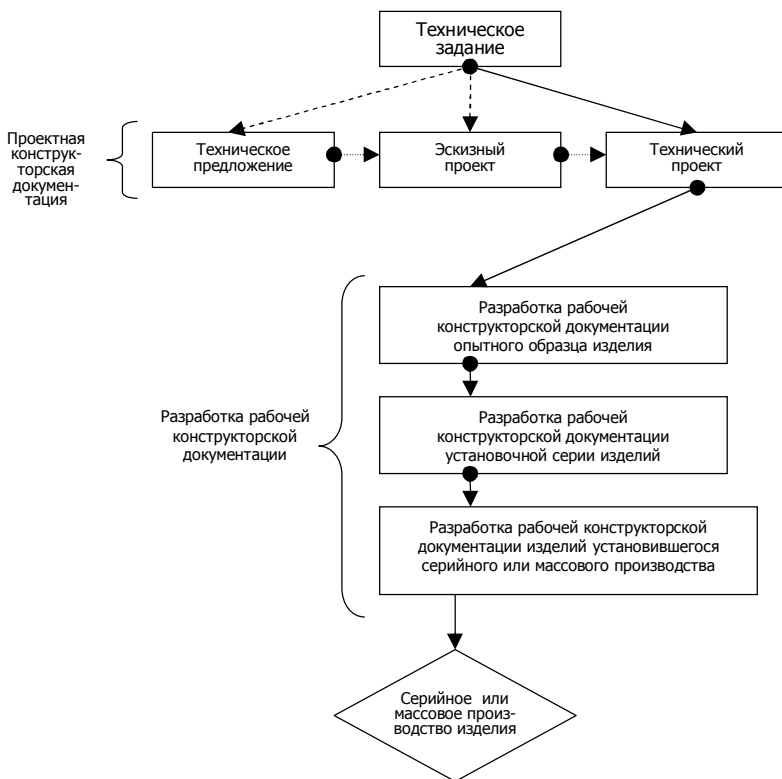 Техническое
задание
Проектная
конструк-
торская
докумен-
тация
Техническое
предложение
Эскизный
проект
Технический
проект
Разработка рабочей
конструкторской документации
опытного образца изделия
Разработка рабочей
конструкторской
документации
Разработка рабочей
конструкторской документации
установочной серии изделий
Разработка рабочей конструкторской
документации изделий установившегося
серийного или массового производства
Серийное или
массовое произ-
водство изделия